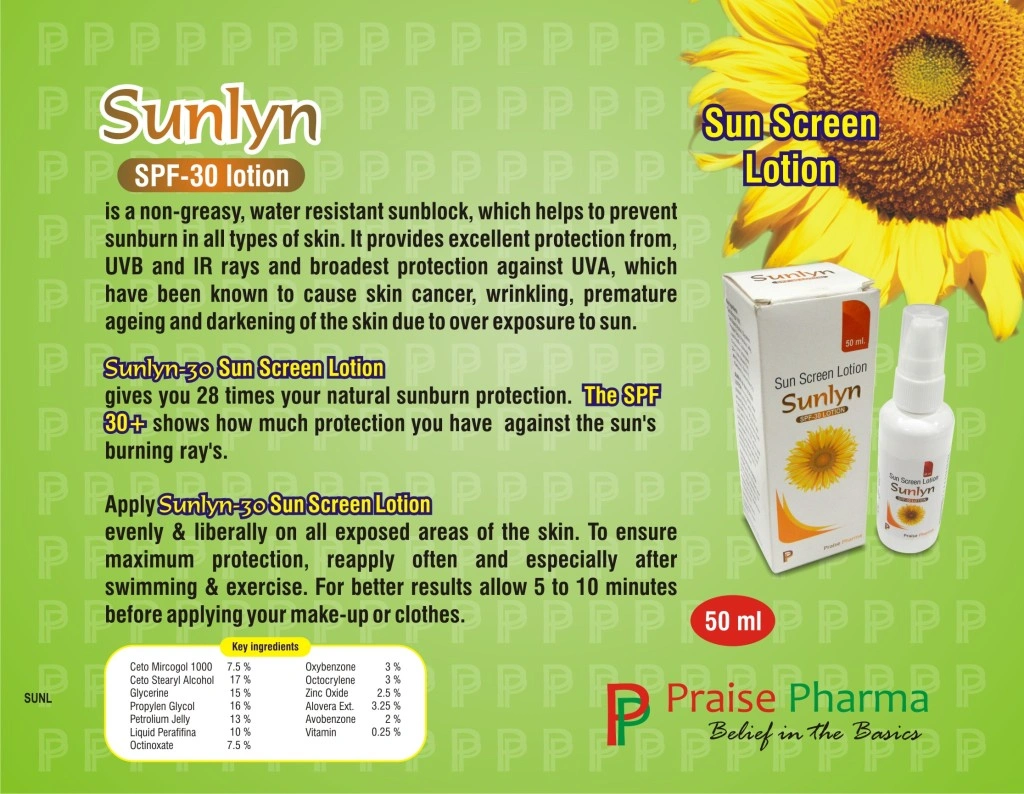 Sunlyn
SPF-30 lotion
is a non-greasy, water resistant sunblock, which helps to prevent
sunburn in all types of skin. It provides excellent protection from,
UVB and IR rays and broadest protection against UVA, which
have been known to cause skin cancer, wrinkling, premature
ageing and darkening of the skin due to over exposure to sun.
Sunlyn-30 Sun Screen Lotion
gives you 28 times your natural sunburn protection. The SPF
30+ shows how much protection you have against the sun's
burning ray's.
Apply Sunlyn-30 Sun Screen Lotion
evenly & liberally on all exposed areas of the skin. To ensure
maximum protection, reapply often and especially after
swimming & exercise. For better results allow 5 to 10 minutes
before applying your make-up or clothes.
Key ingredients
Ceto Mircogol 1000 7.5 %
Ceto Stearyl Alcohol 17 %
Glycerine 15 %
Propylen Glycol 16 %
Petrolium Jelly 13 %
Liquid Perafifina 10 %
Octinoxate 7.5 %
Oxybenzone 3 %
Octocrylene 3 %
Zinc Oxide 2.5 %
Alovera Ext. 3.25 %
Avobenzone 2 %
Vitamin 0.25 %
SUNL
Sun Screen
Lotion
Sunlyn
50 ml.
Sun Screen Lotion
Sunlyn
SPF-30 LOTION
Praise Pharma
Sun Screen Lotion
Sunlyn
SPF-30 LOTION
Praise Pharma
50 ml
Praise Pharma
Belief in the Basics